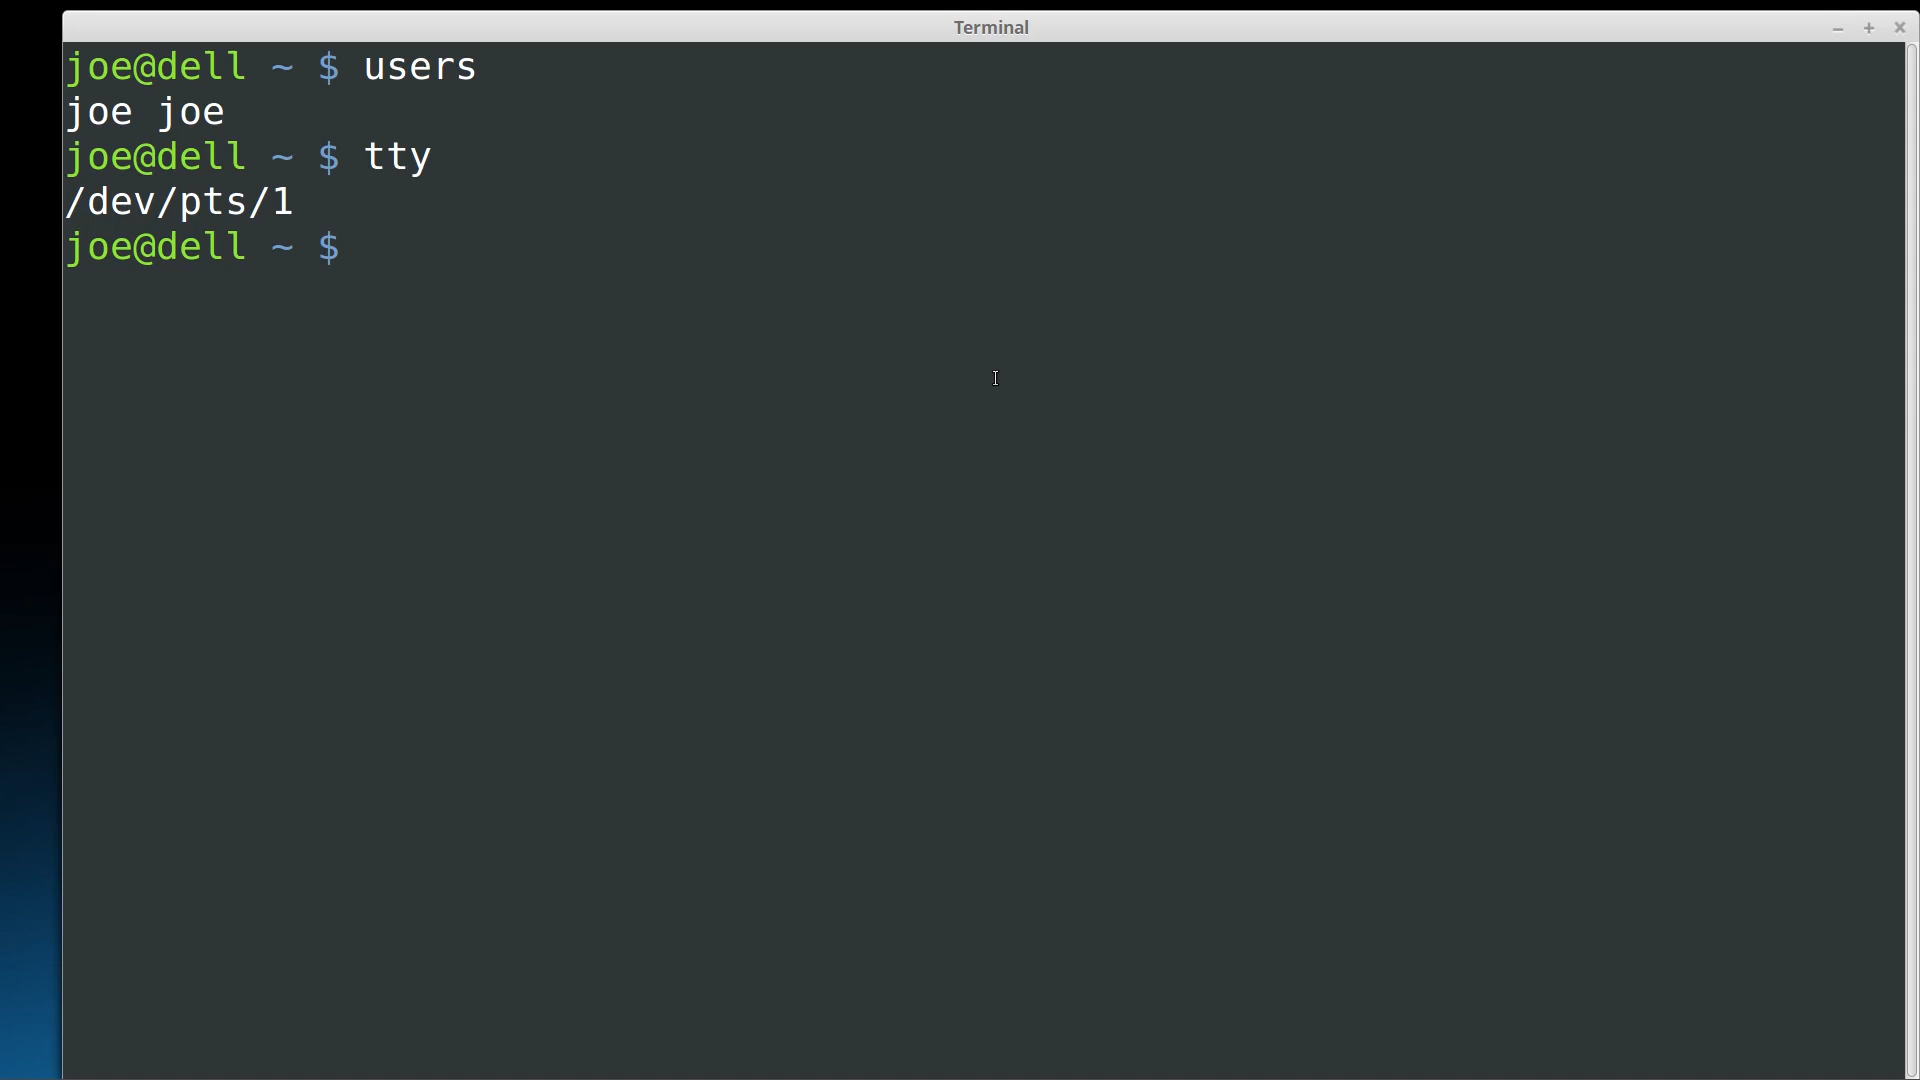 Terminal
joe@dell ~ $ users
joe joe
joe@dell ~ $ tty
/dev/pts/1
joe@dell ~ $